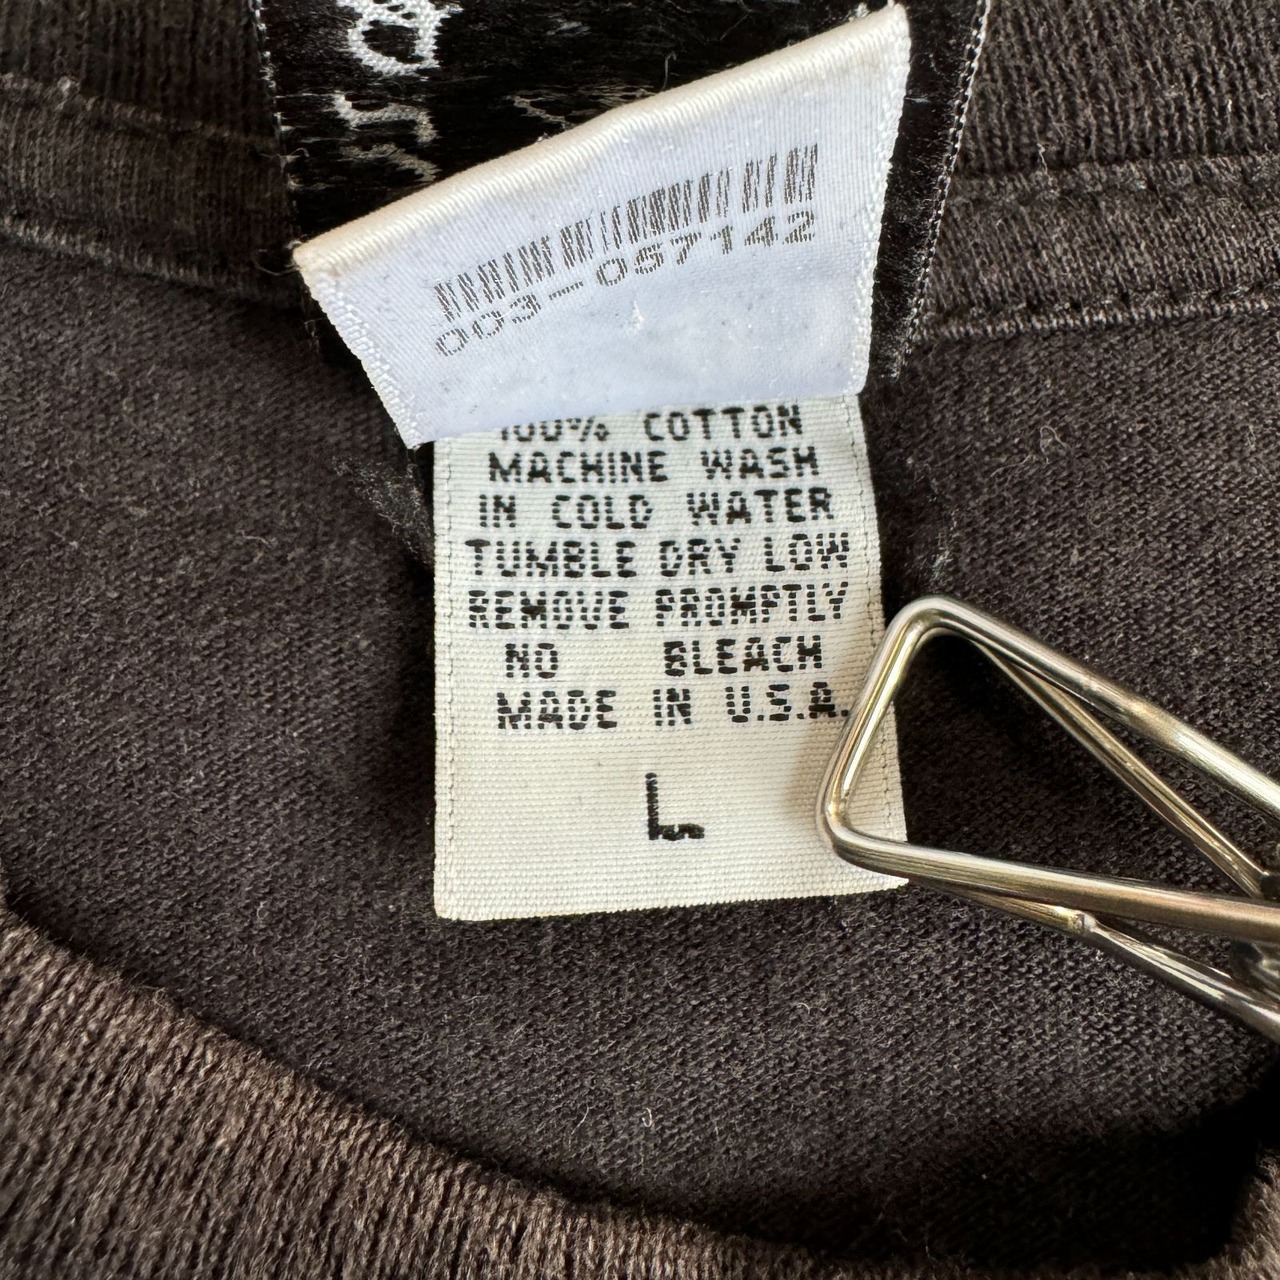 003-057142
100% COTTON
MACHINE WASH
IN COLD WATER
TUMBLE DRY LOW
REMOVE PROMPTLY
NO BLEACH
MADE IN U.S.A.
L